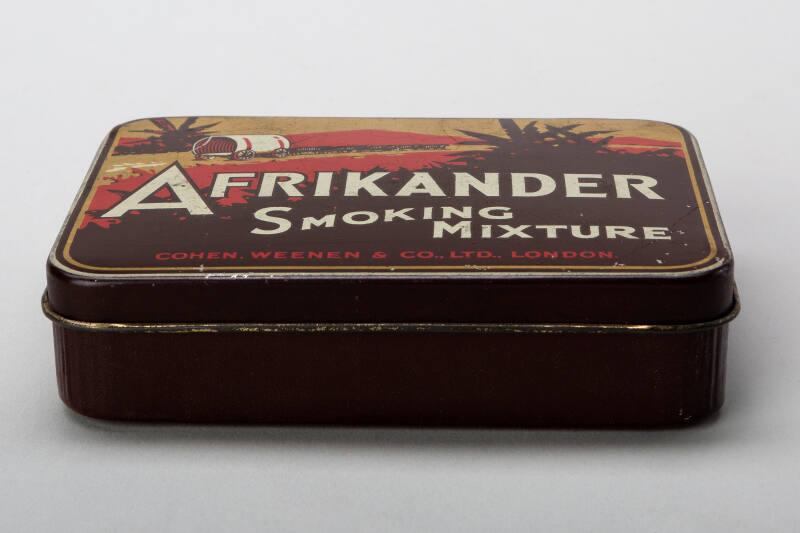 AFRIKANDER
SMOKING
MIXTURE
COHEN. WEENEN & CO., LTD.. LONDON.